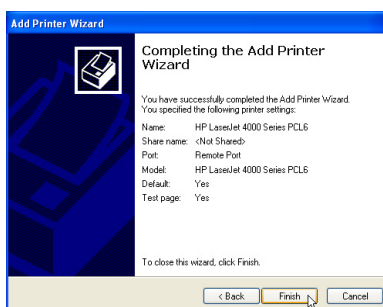 Add Printer Wizard
Completing the Add Printer
Wizard
You have successfully completed the Add Printer Wizard.
You specified the following printer settings:
Name: HP LaserJet 4000 Series PCL6
Share name: <Not Shared>
Port: Remote Port
Model: HP LaserJet 4000 Series PCL6
Default: Yes
Test page: Yes
To close this wizard, click Finish.
< Back Finish Cancel